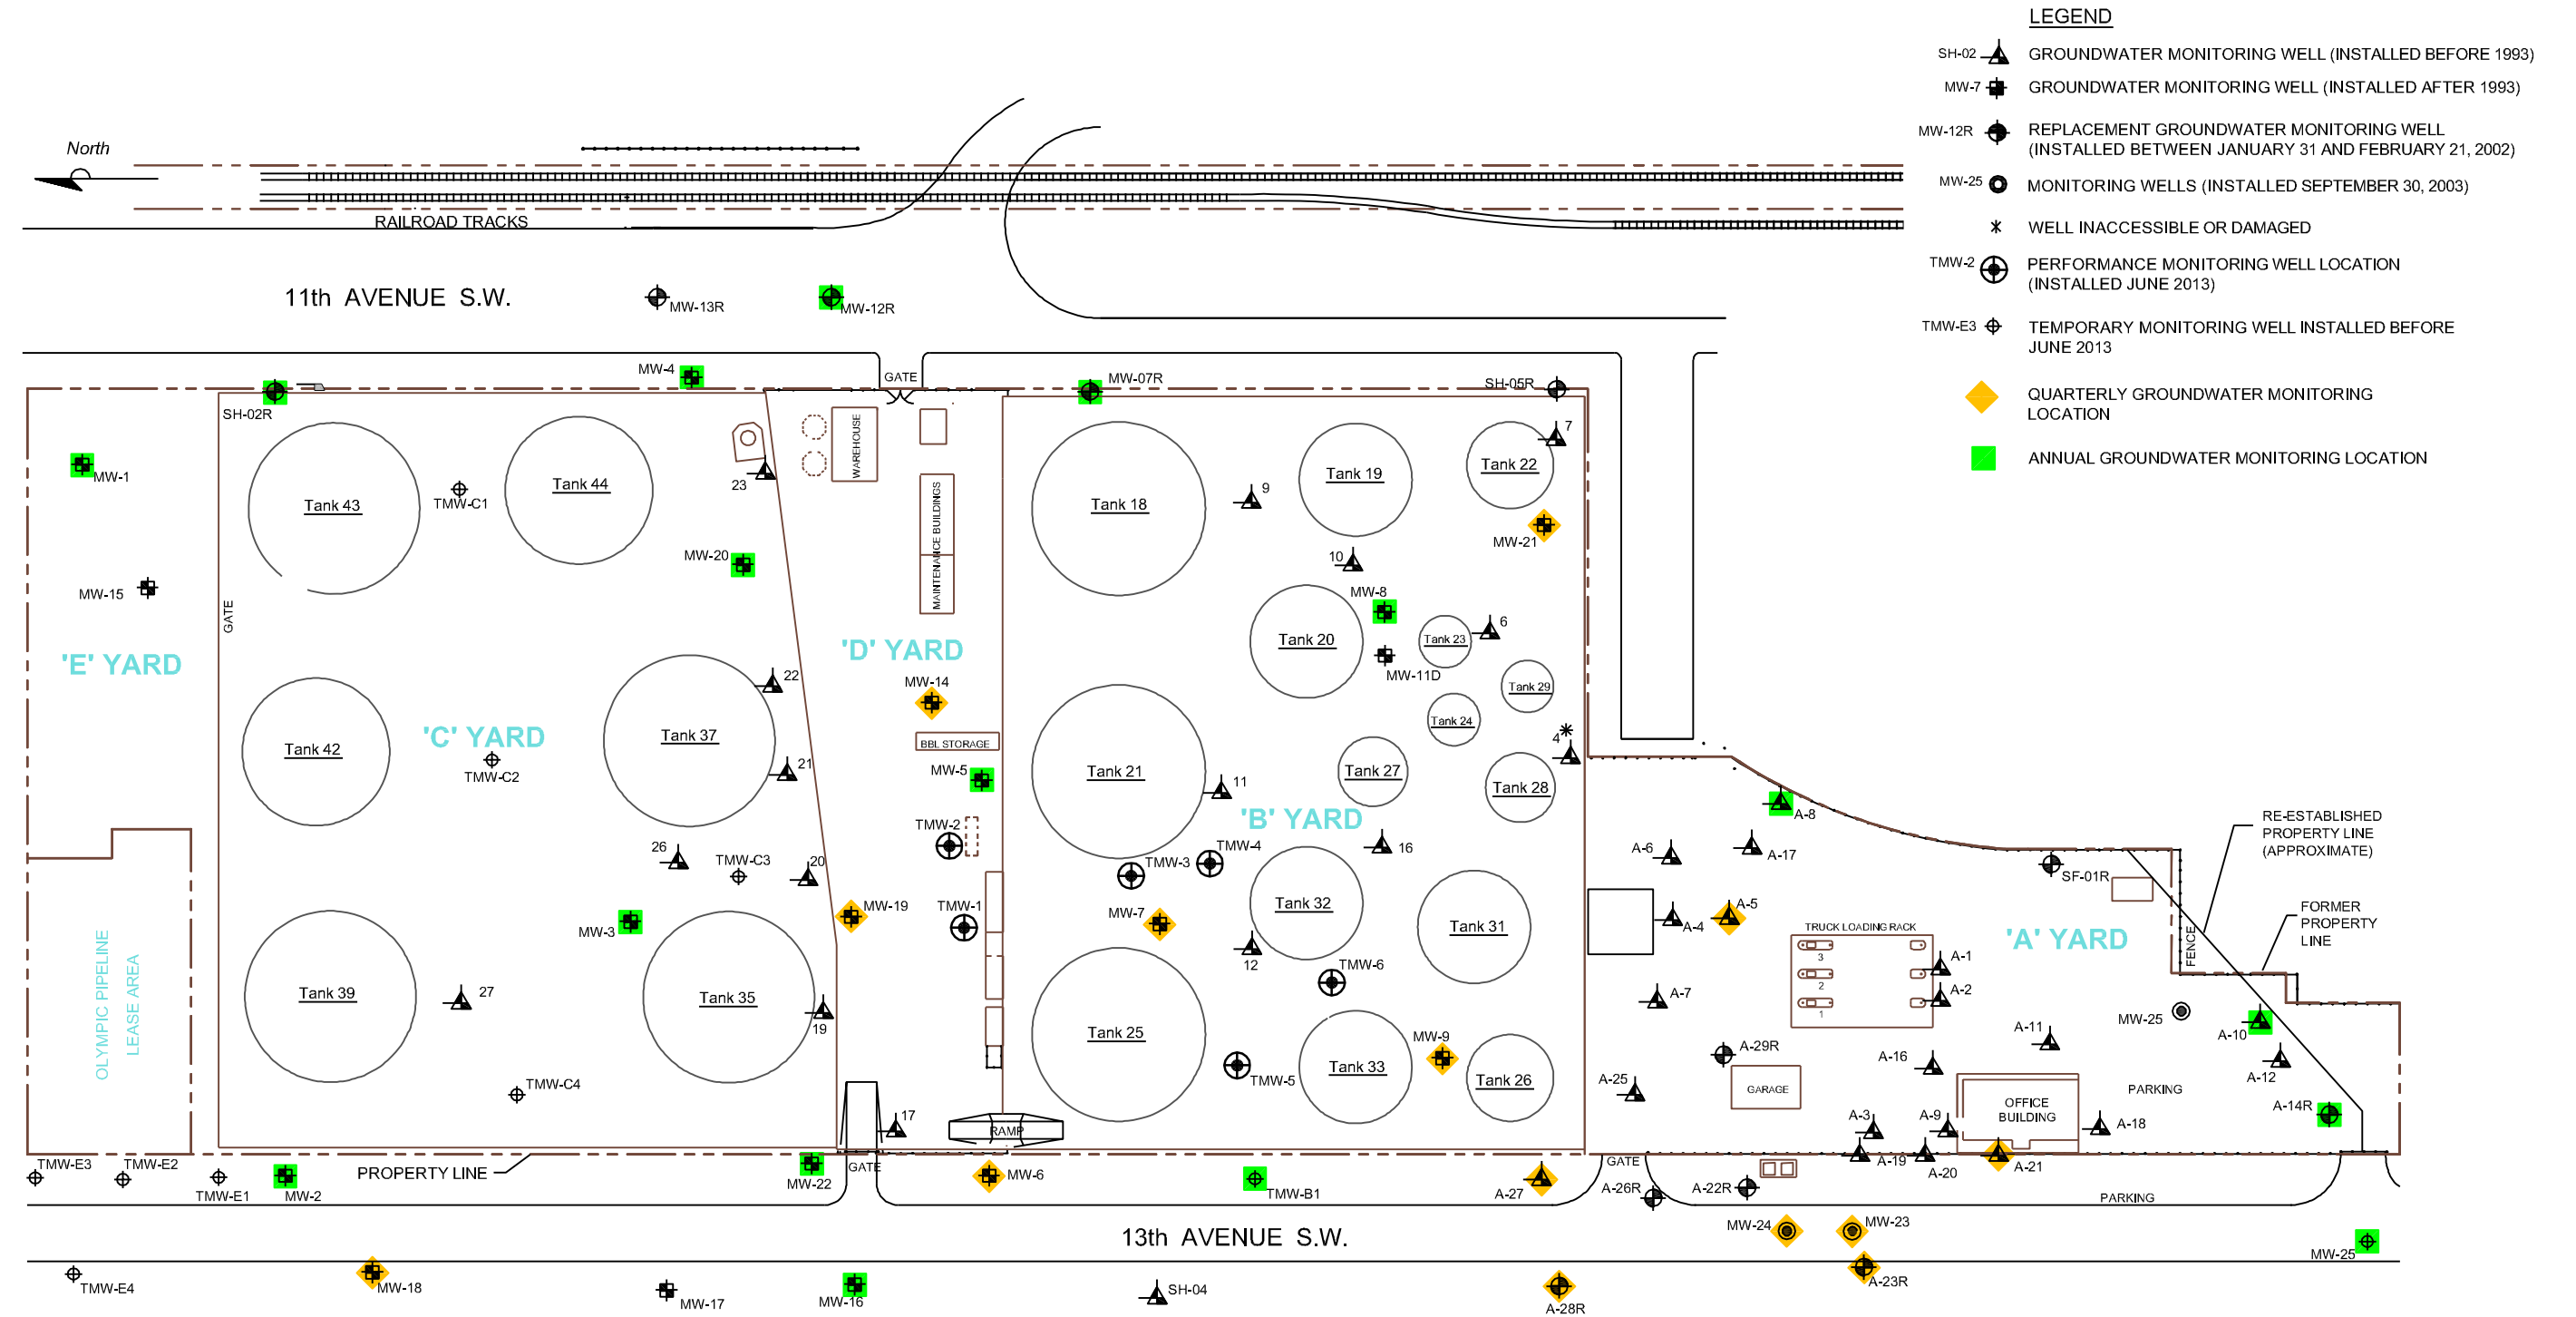 LEGEND
SH-02
GROUNDWATER MONITORING WELL (INSTALLED BEFORE 1993)
MW-7
GROUNDWATER MONITORING WELL (INSTALLED AFTER 1993)
MW-12R
REPLACEMENT GROUNDWATER MONITORING WELL
(INSTALLED BETWEEN JANUARY 31 AND FEBRUARY 21, 2002)
MW-25
MONITORING WELLS (INSTALLED SEPTEMBER 30, 2003)
WELL INACCESSIBLE OR DAMAGED
TMW-2
PERFORMANCE MONITORING WELL LOCATION
(INSTALLED JUNE 2013)
TMW-E3
TEMPORARY MONITORING WELL INSTALLED BEFORE
JUNE 2013
QUARTERLY GROUNDWATER MONITORING
LOCATION
ANNUAL GROUNDWATER MONITORING LOCATION
North
RAILROAD TRACKS
11th AVENUE S.W.
MW-13R
MW-12R
MW-4
GATE
MW-07R
SH-05R
SH-02R
MW-1
MW-15
'E' YARD
GATE
OLYMPIC PIPELINE
LEASE AREA
Tank 43
TMW-C1
Tank 44
23
MW-20
22
Tank 42
'C' YARD
TMW-C2
Tank 37
21
26
TMW-C3
20
MW-3
Tank 39
27
Tank 35
19
TMW-C4
WAREHOUSE
MAINTENANCE BUILDINGS
'D' YARD
MW-14
BBL STORAGE
MW-5
TMW-2
MW-19
TMW-1
17
RAMP
GATE
Tank 18
9
Tank 19
7
Tank 22
MW-21
10
MW-8
Tank 20
MW-11D
Tank 23
6
Tank 29
Tank 24
4
Tank 21
11
'B' YARD
Tank 27
Tank 28
16
TMW-4
TMW-3
MW-7
Tank 32
Tank 31
12
TMW-6
Tank 25
TMW-5
Tank 33
MW-9
Tank 26
A-8
A-6
A-17
A-5
A-4
A-7
SF-01R
TRUCK LOADING RACK
3
2
1
'A' YARD
A-1
A-2
FENCE
RE-ESTABLISHED
PROPERTY LINE
(APPROXIMATE)
FORMER
PROPERTY
LINE
MW-25
A-10
A-11
A-29R
A-16
A-12
A-25
GARAGE
OFFICE
BUILDING
PARKING
A-14R
A-3
A-9
A-18
A-19
A-20
A-21
GATE
TMW-E3
TMW-E2
TMW-E1
MW-2
PROPERTY LINE
MW-22
MW-6
TMW-B1
A-27
A-26R
A-22R
PARKING
MW-24
MW-23
MW-25
13th AVENUE S.W.
TMW-E4
MW-18
MW-17
MW-16
SH-04
A-28R
A-23R